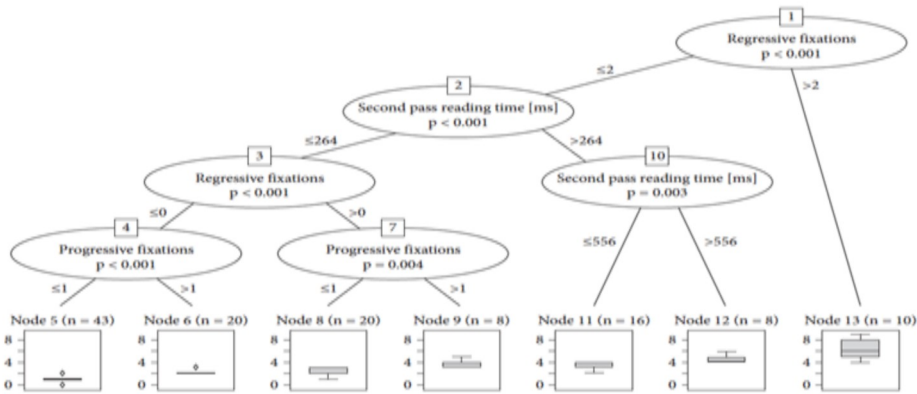 1
Regressive fixations
p < 0.001
≤2
>2
2
Second pass reading time [ms]
p < 0.001
≤264
>264
3
Regressive fixations
p < 0.001
10
Second pass reading time [ms]
p = 0.003
≤0
>0
4
Progressive fixations
p < 0.001
7
Progressive fixations
p = 0.004
≤556
>556
≤1
>1
≤1
>1
Node 5 (n = 43)
Node 6 (n = 20)
Node 8 (n = 20)
Node 9 (n = 8)
Node 11 (n = 16)
Node 12 (n = 8)
Node 13 (n = 10)
8
4
0
8
4
0
8
4
0
8
4
0
8
4
0
8
4
0
8
4
0